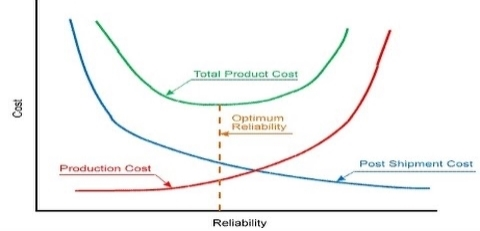 Total Product Cost
Optimum
Reliability
Production Cost
Post Shipment Cost
Cost
Reliability